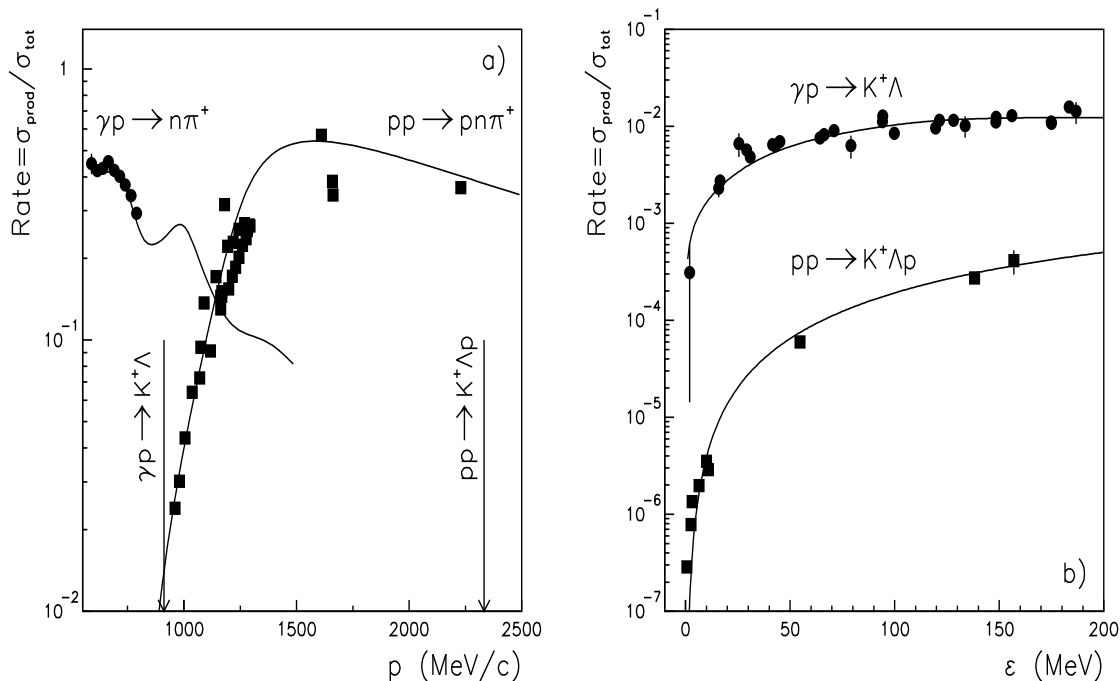 Rate=σprod/σtot
a)
1
γp → nπ+
pp → pnπ+
10-1
γp → K+Λ
pp → K+Λp
10-2
1000 1500 2000 2500
p (MeV/c)
Rate=σprod/σtot
10-1
γp → K+Λ
10-2
10-3
pp → K+Λp
10-4
10-5
10-6
b)
10-7
0 50 100 150 200
ε (MeV)